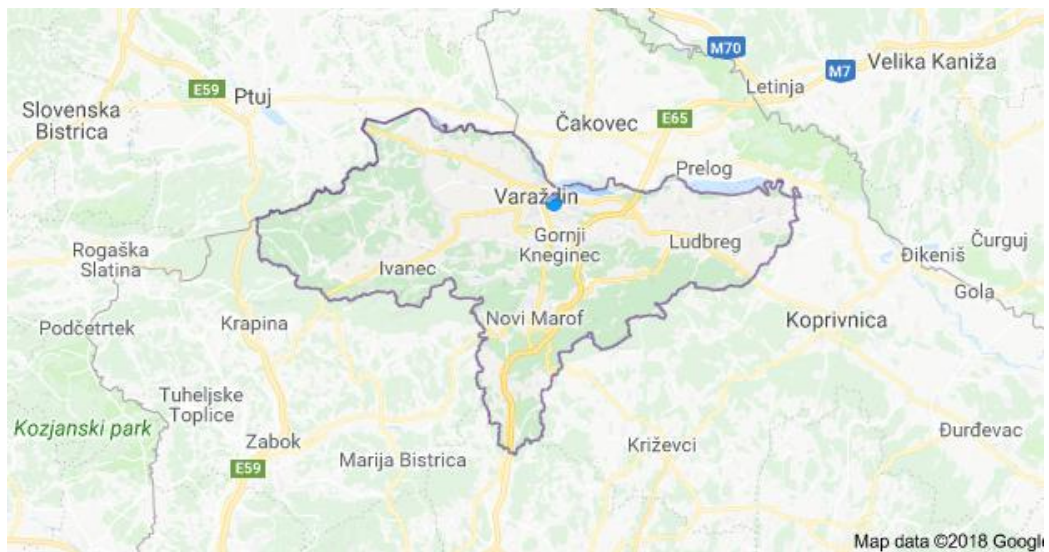 M70
Velika Kaniža
M7
Letinja
E59
Ptuj
Slovenska
Bistrica
Čakovec
E65
Prelog
Varaždin
Gornji
Kneginec
Ludbreg
Rogaška
Slatina
Ivanec
Đikeniš
Čurguj
Gola
Podčetrtek
Krapina
Novi Marof
Koprivnica
Tuheljske
Toplice
Kozjanski park
Zabok
Križevci
Đurđevac
Marija Bistrica
E59
Map data ©2018 Google